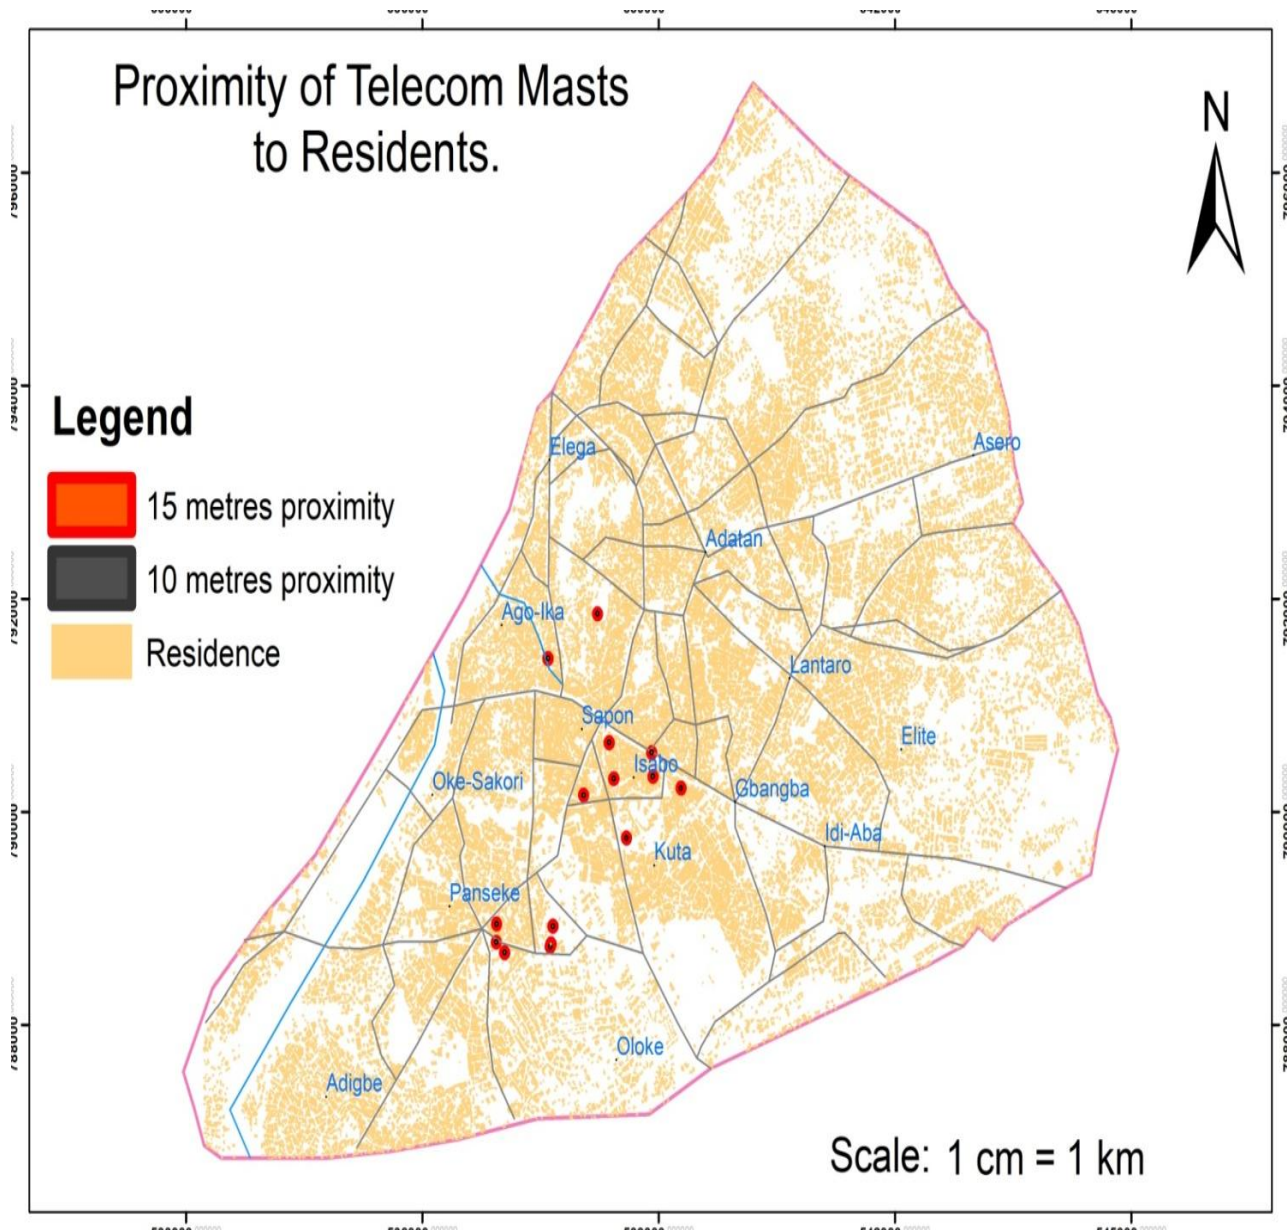 Proximity of Telecom Masts
to Residents.
N
Legend
15 metres proximity
10 metres proximity
Residence
Elega
Asero
Adatan
Ago-Ika
Lantaro
Sapon
Elite
Isabo
Oke-Sakori
Gbangba
Idi-Aba
Kuta
Panseke
Oloke
Adigbe
Scale: 1 cm = 1 km